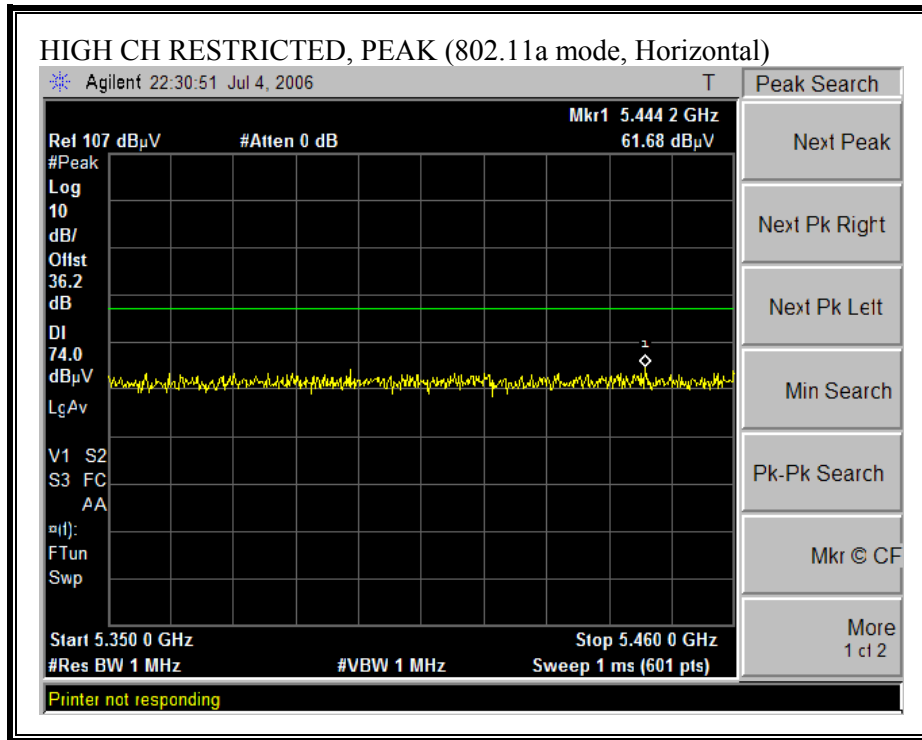 HIGH CH RESTRICTED, PEAK (802.11a mode, Horizontal)
Agilent 22:30:51 Jul 4, 2006 T
Peak Search
Mkr1 5.444 2 GHz
Ref 107 dBµV #Atten 0 dB 61.68 dBµV
#Peak
Log
10
dB/
Offst
36.2
dB
DI
74.0
dBµV
LgAv
V1 S2
S3 FC
AA
¤(f):
FTun
Swp
1
Start 5.350 0 GHz Stop 5.460 0 GHz
#Res BW 1 MHz #VBW 1 MHz Sweep 1 ms (601 pts)
Printer not responding
Next Peak
Next Pk Right
Next Pk Left
Min Search
Pk-Pk Search
Mkr © CF
More
1 of 2